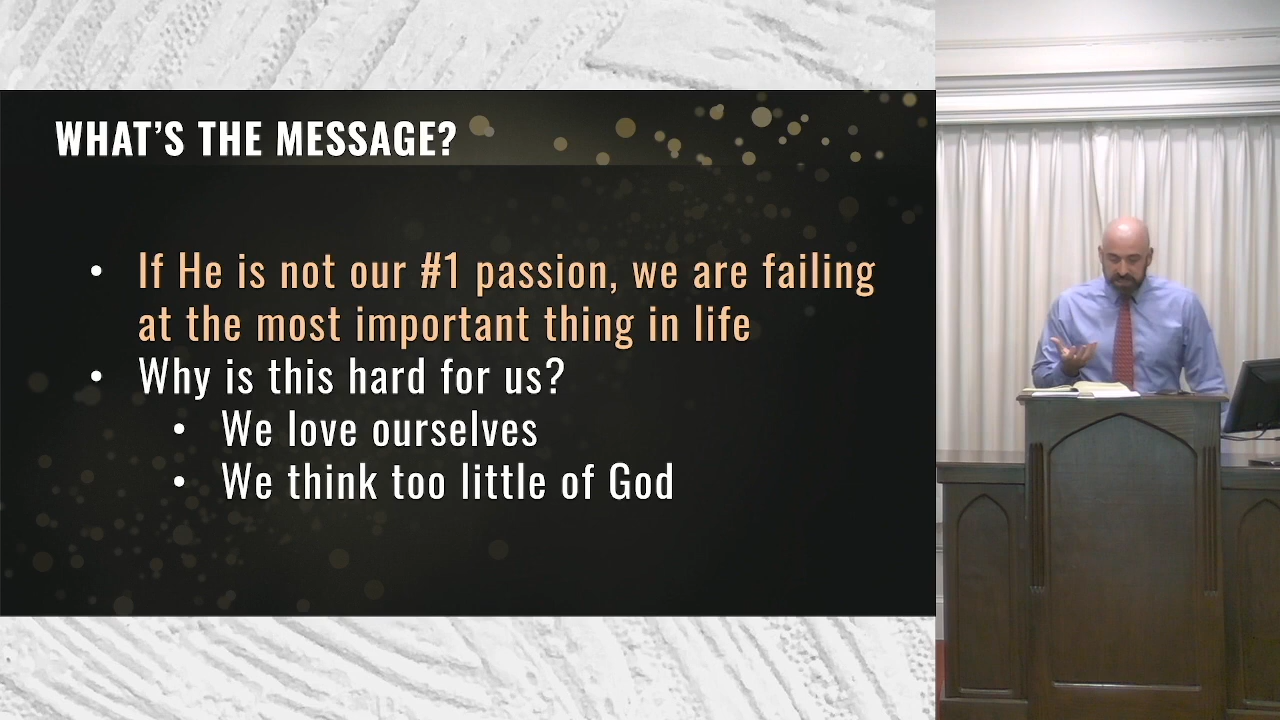 WHAT'S THE MESSAGE?
• If He is not our #1 passion, we are failing
at the most important thing in life
• Why is this hard for us?
• We love ourselves
• We think too little of God